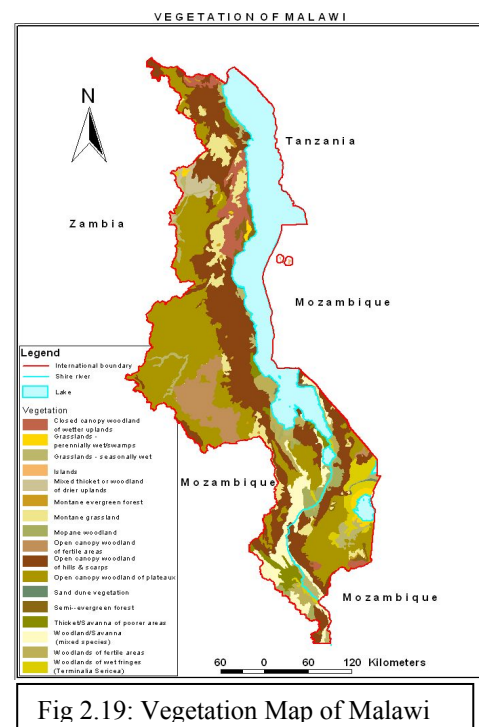 VEGETATION OF MALAWI
N
Tanzania
Zambia
Mozambique
Legend
International boundary
Shire river
Lake
Vegetation
Closed canopy woodland
of wetter uplands
Grasslands -
perennially wet/swamps
Grasslands - seasonally wet
Islands
Mixed thicket or woodland
of drier uplands
Montane evergreen forest
Montane grassland
Mopane woodland
Open canopy woodland
of fertile areas
Open canopy woodland
of hills & scarps
Open canopy woodland of plateaux
Sand dune vegetation
Semi--evergreen forest
Thicket/Savanna of poorer areas
Woodland/Savanna
(mixed species)
Woodlands of fertile areas
Woodlands of wet fringes
(Terminalia Sericea)
Mozambique
Mozambique
60 0 60 120 Kilometers
Fig 2.19: Vegetation Map of Malawi